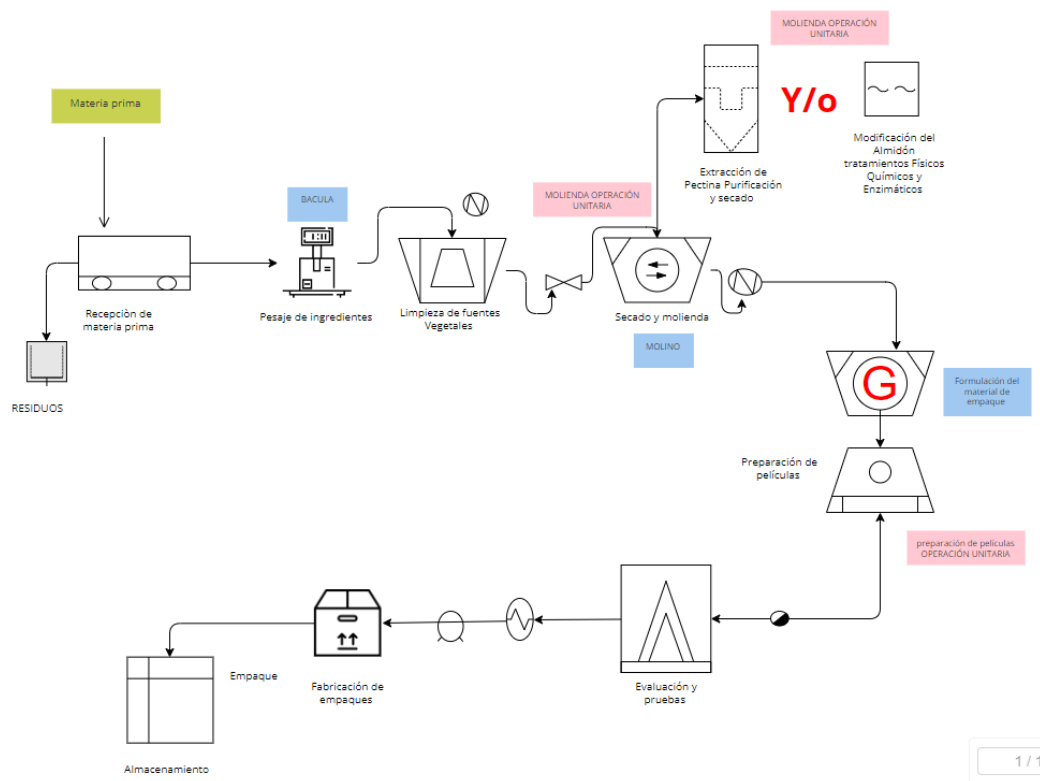 MOLIENDA OPERACIÓN
UNITARIA
Materia prima
Y/o
Modificación del
Almidón
tratamientos Físicos
Químicos y
Enzimáticos
Extracción de
Pectina Purificación
y secado
BACULA
MOLIENDA OPERACIÓN
UNITARIA
Recepciòn de
materia prima
Pesaje de ingredientes
Limpieza de fuentes
Vegetales
Secado y molienda
MOLINO
RESIDUOS
G
Formulación del
material de
empaque
Preparación de
películas
preparación de películas
OPERACIÓN UNITARIA
Empaque
Fabricación de
empaques
Evaluación y
pruebas
Almacenamiento
1 / 1